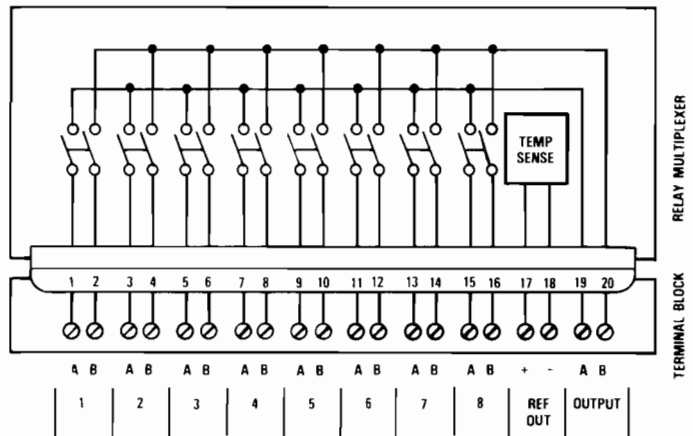 TEMP
SENSE
RELAY MULTIPLEXER
1 2 3 4 5 6 7 8 9 10 11 12 13 14 15 16 17 18 19 20
TERMINAL BLOCK
A B A B A B A B A B A B A B A B + - A B
1 2 3 4 5 6 7 8 REF OUTPUT
OUT